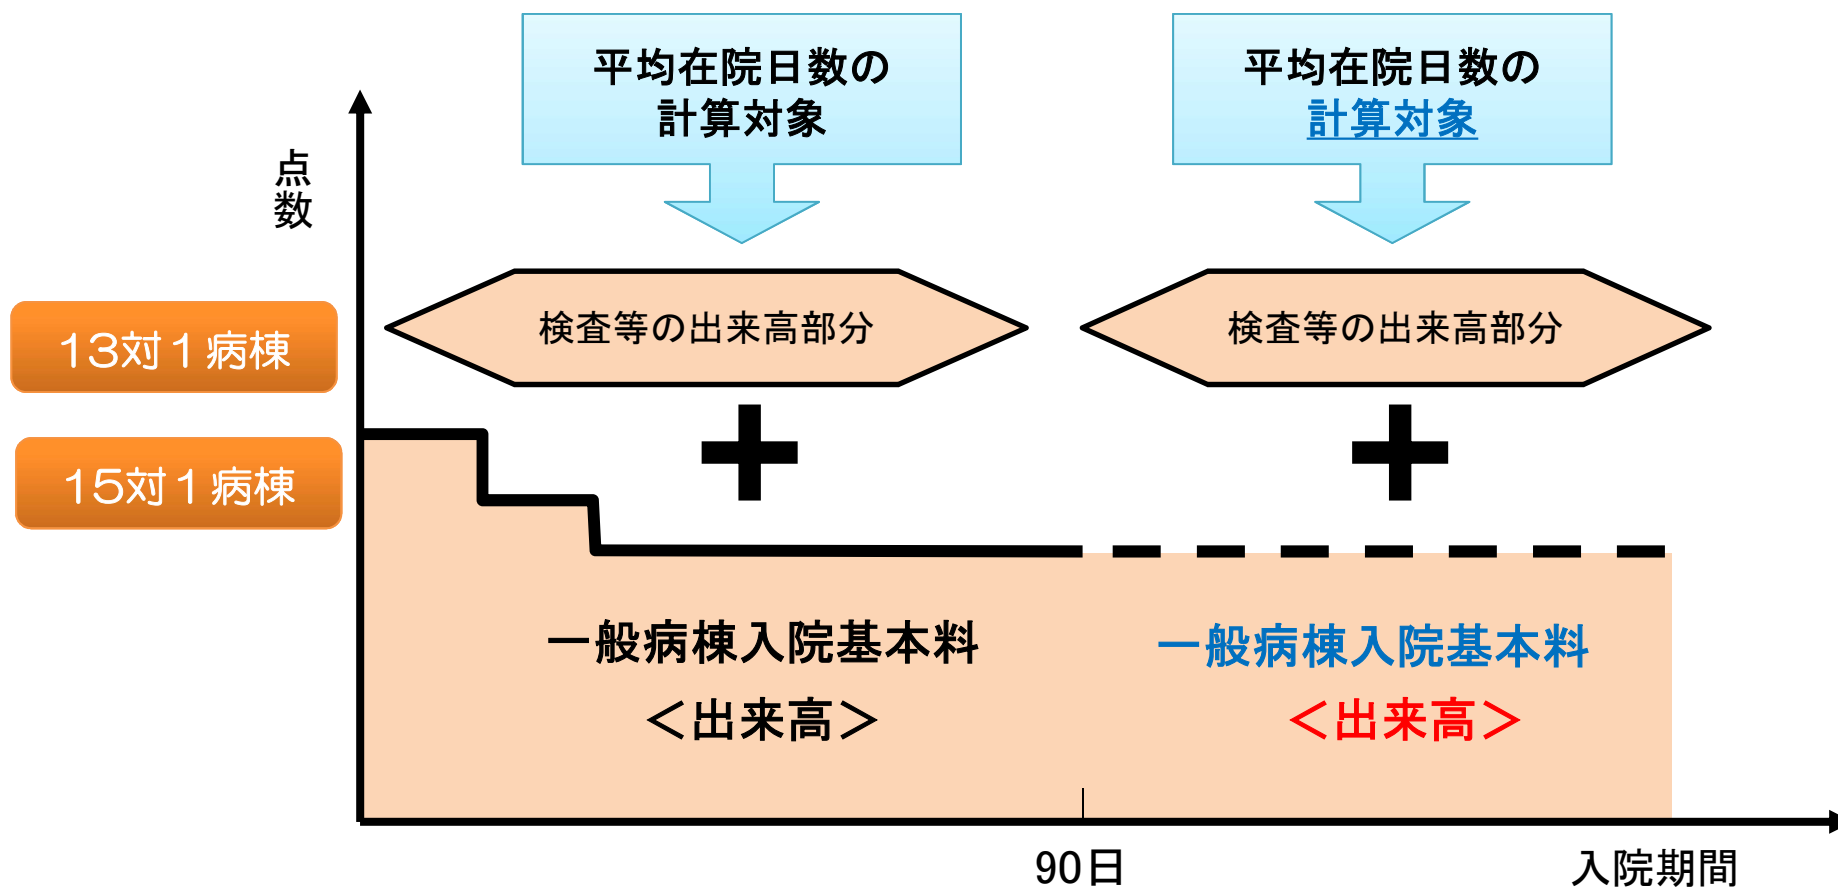 平均在院日数の
計算対象
平均在院日数の
計算対象
点数
検査等の出来高部分
検査等の出来高部分
13対１病棟
15対１病棟
一般病棟入院基本料
＜出来高＞
一般病棟入院基本料
＜出来高＞
90日
入院期間